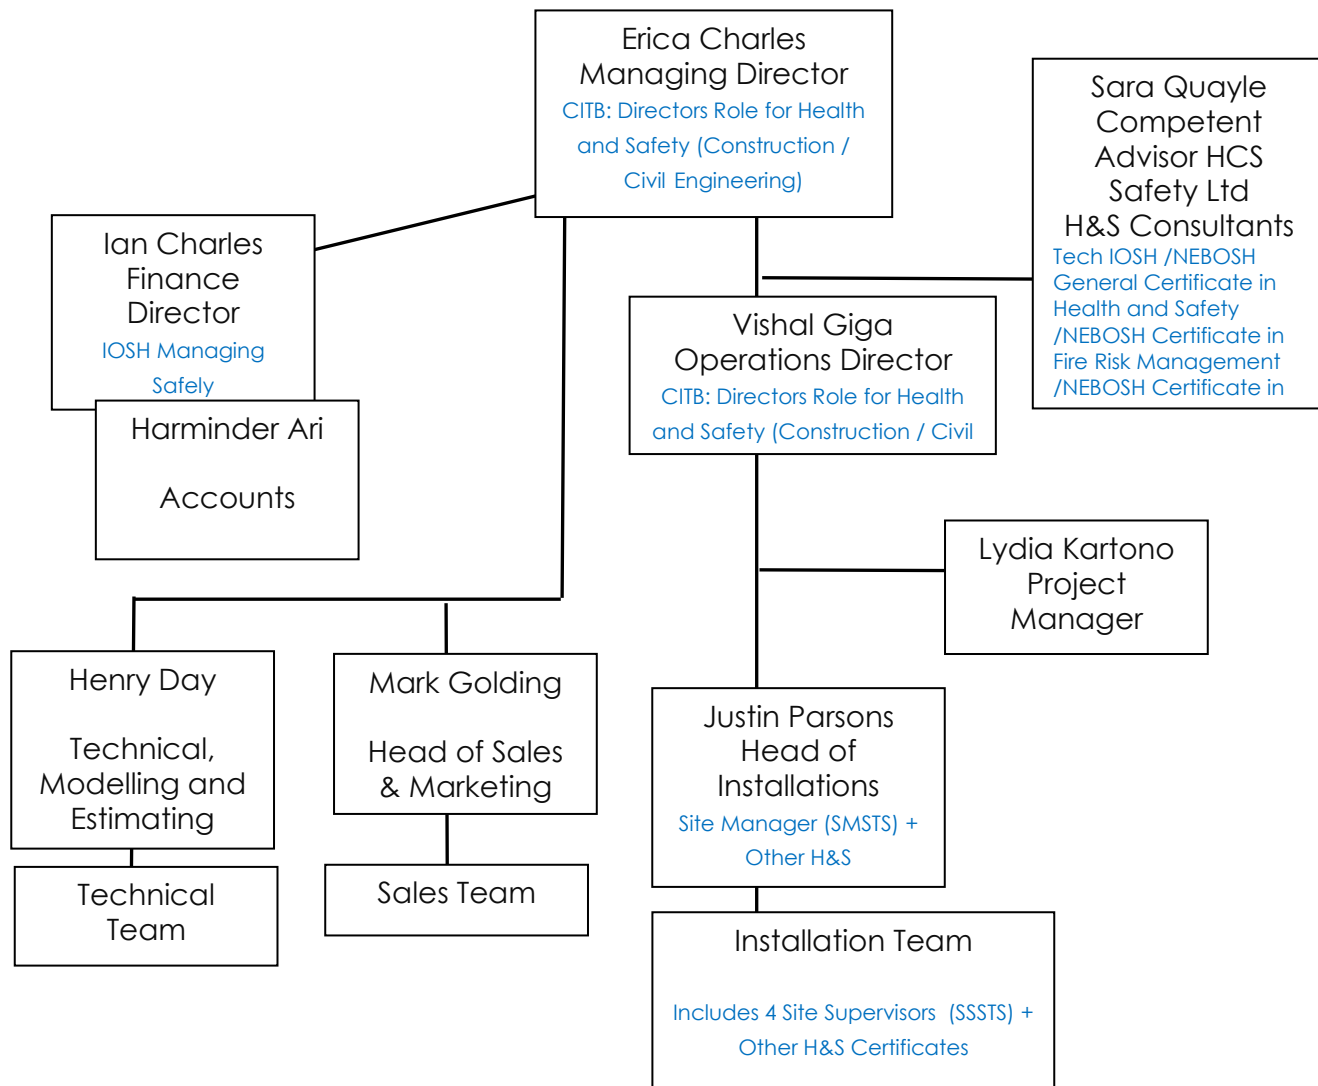 Erica Charles
Managing Director
CITB: Directors Role for Health
and Safety (Construction /
Civil Engineering)
Sara Quayle
Competent
Advisor HCS
Safety Ltd
H&S Consultants
Tech IOSH /NEBOSH
General Certificate in
Health and Safety
/NEBOSH Certificate in
Fire Risk Management
/NEBOSH Certificate in
Ian Charles
Finance
Director
IOSH Managing
Safely
Harminder Ari
Accounts
Vishal Giga
Operations Director
CITB: Directors Role for Health
and Safety (Construction / Civil
Lydia Kartono
Project
Manager
Henry Day
Technical,
Modelling and
Estimating
Mark Golding
Head of Sales
& Marketing
Justin Parsons
Head of
Installations
Site Manager (SMSTS) +
Other H&S
Technical
Team
Sales Team
Installation Team
Includes 4 Site Supervisors  (SSSTS) +
Other H&S Certificates